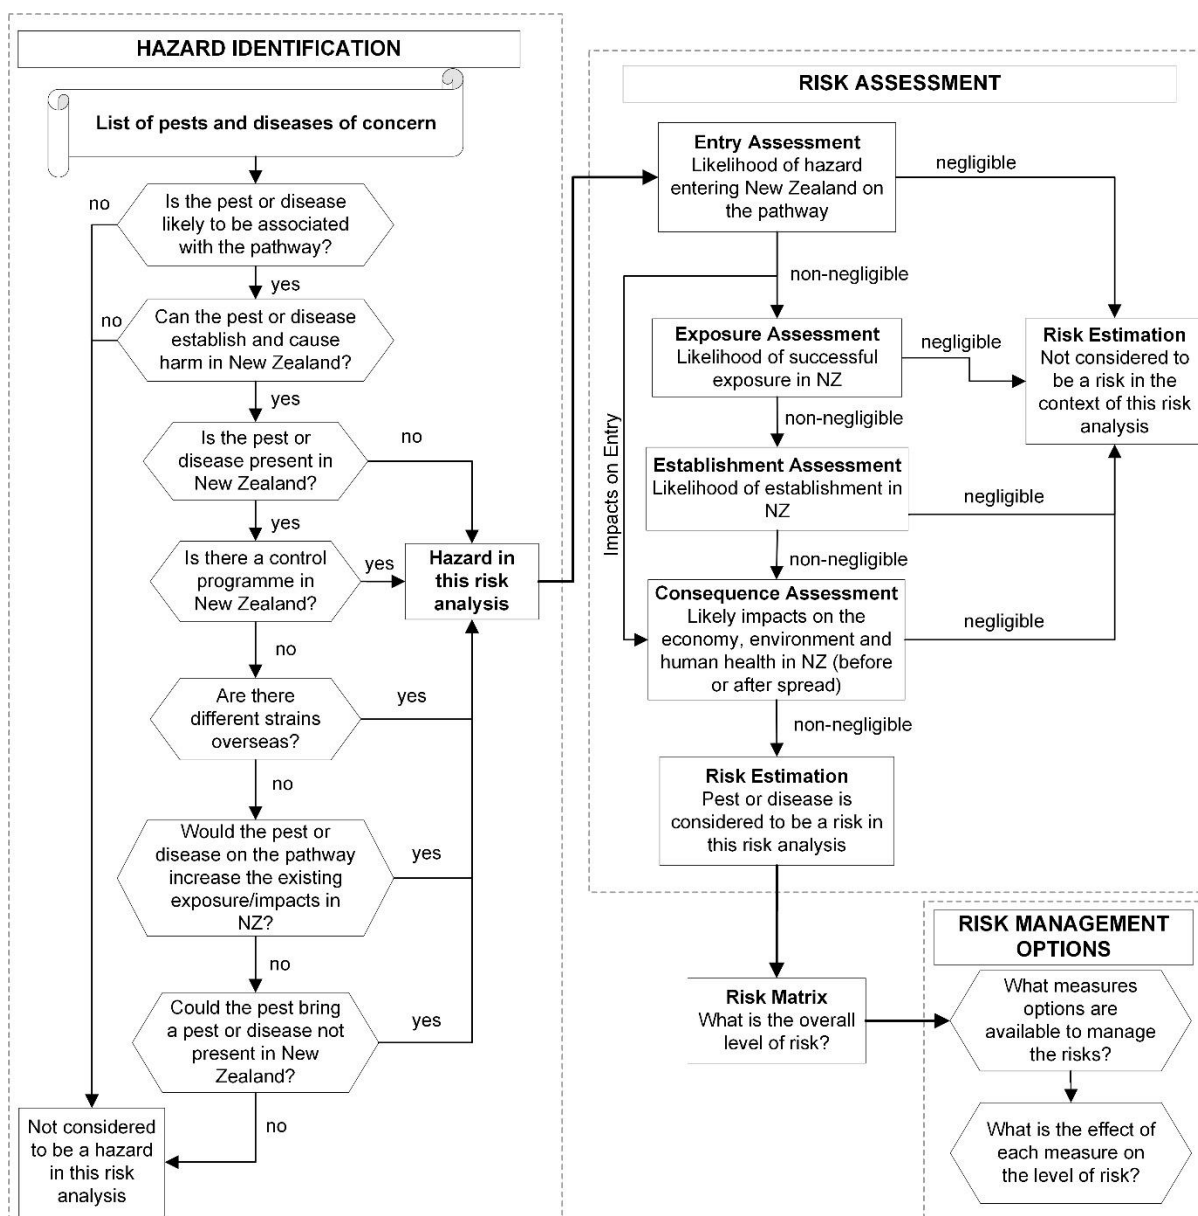 HAZARD IDENTIFICATION
List of pests and diseases of concern
Is the pest or disease
likely to be associated
with the pathway?
no
yes
Can the pest or disease
establish and cause
harm in New Zealand?
no
yes
Is the pest or
disease present in
New Zealand?
no
yes
Is there a control
programme in
New Zealand?
yes
no
Hazard in
this risk
analysis
Are there
different strains
overseas?
yes
no
Would the pest or
disease on the pathway
increase the existing
exposure/impacts in
NZ?
yes
no
Could the pest bring
a pest or disease not
present in New
Zealand?
yes
no
Not considered
to be a hazard
in this risk
analysis
RISK ASSESSMENT
Entry Assessment
Likelihood of hazard
entering New Zealand on
the pathway
negligible
non-negligible
Impacts on Entry
Exposure Assessment
Likelihood of successful
exposure in NZ
negligible
non-negligible
Risk Estimation
Not considered to
be a risk in the
context of this risk
analysis
Establishment Assessment
Likelihood of establishment in
NZ
negligible
non-negligible
Consequence Assessment
Likely impacts on the
economy, environment and
human health in NZ (before
or after spread)
negligible
non-negligible
Risk Estimation
Pest or disease is
considered to be a risk in
this risk analysis
Risk Matrix
What is the overall
level of risk?
RISK MANAGEMENT
OPTIONS
What measures
options are
available to manage
the risks?
What is the effect of
each measure on
the level of risk?